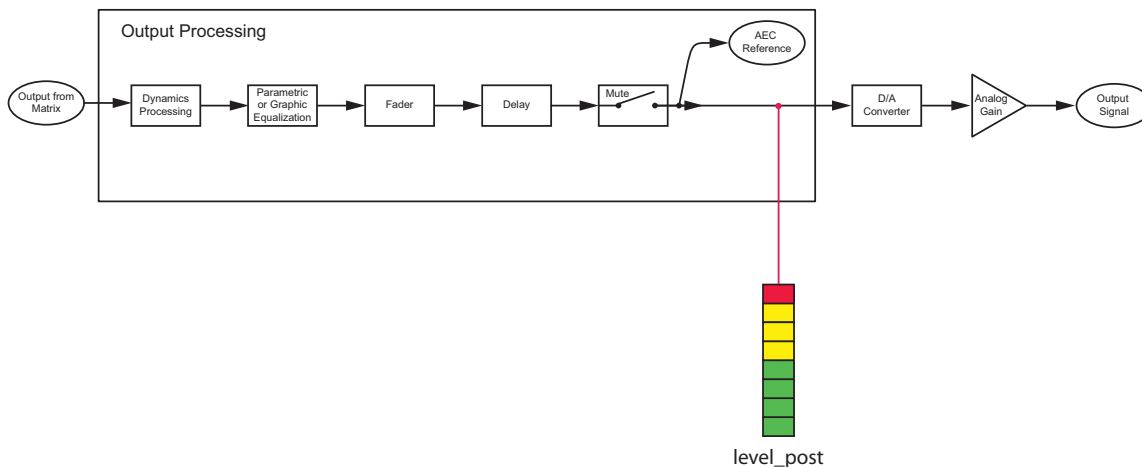 Output Processing
AEC
Reference
Output from
Matrix
Dynamics
Processing
Parametric
or Graphic
Equalization
Fader
Delay
Mute
D/A
Converter
Analog
Gain
Output
Signal
level_post